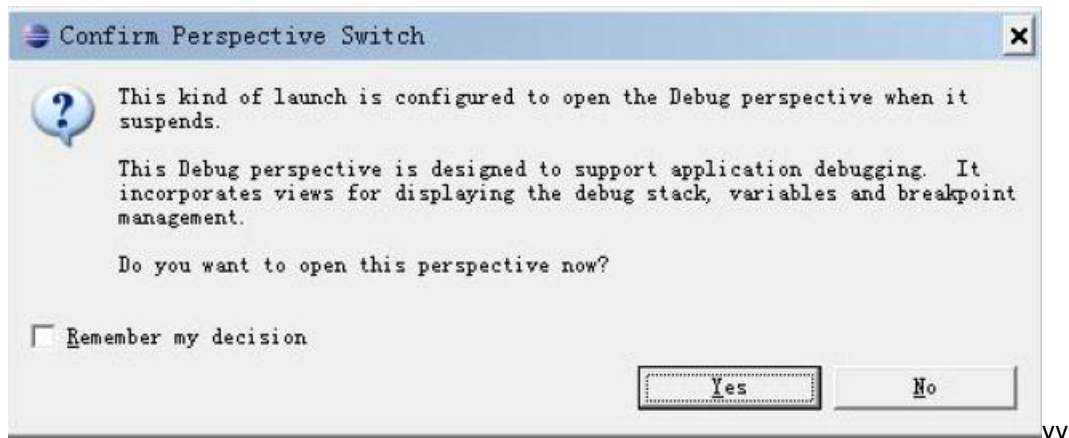 Confirm Perspective Switch
This kind of launch is configured to open the Debug perspective when it
suspends.
This Debug perspective is designed to support application debugging. It
incorporates views for displaying the debug stack, variables and breakpoint
management.
Do you want to open this perspective now?
Remember my decision
Yes
No
vv